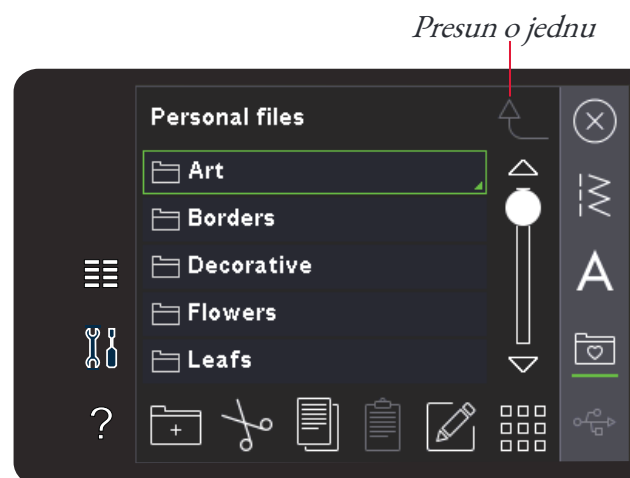 Presun o jednu
Personal files
Art
Borders
Decorative
Flowers
Leafs
A
?